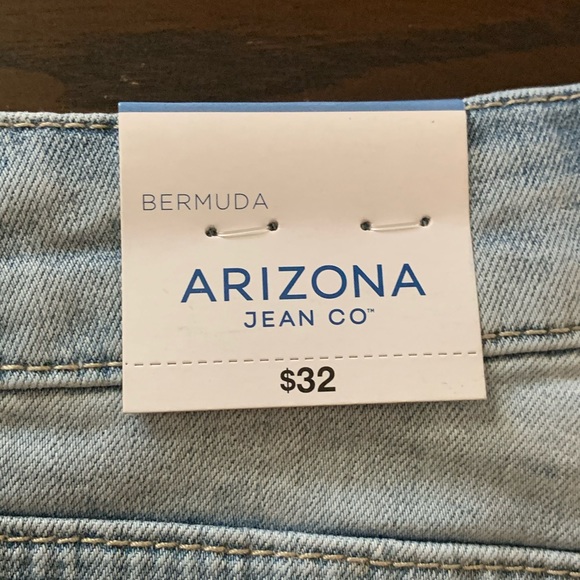 BERMUDA
ARIZONA
JEAN CO™
$32